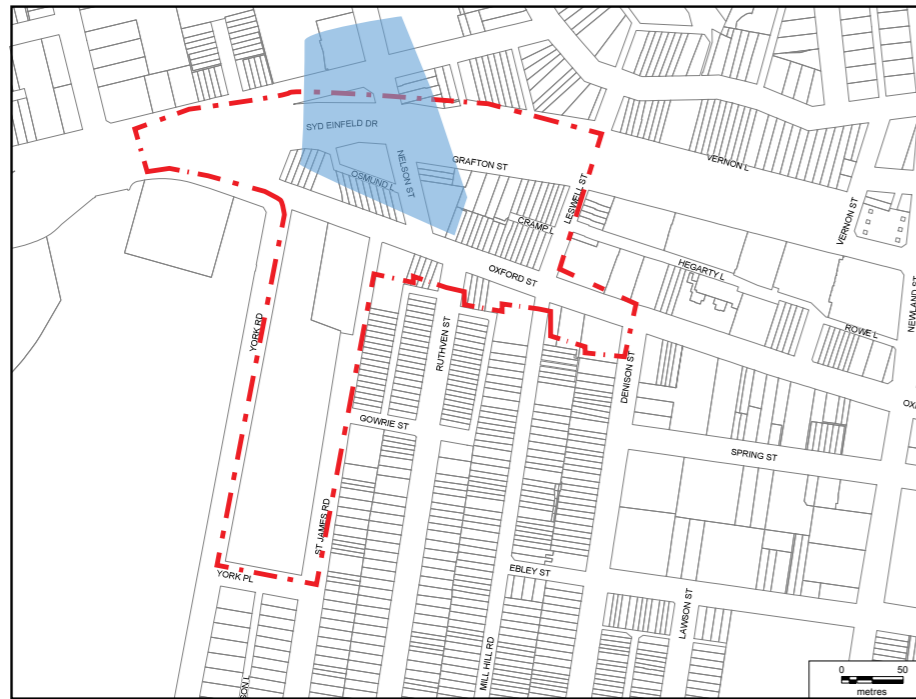 SYD EINFELD DR
NELSON ST
GRAFTON ST
OSMUND L
LESWELL ST
VERNON L
VERNON ST
CRAMP L
HEGARTY L
OXFORD ST
NEWLAND ST
ROWE L
YORK RD
RUTHVEN ST
DENISON ST
OX
GOWRIE ST
SPRING ST
ST JAMES RD
EBLEY ST
YORK PL
LAWSON ST
MILL HILL RD
SON L
0 50
metres